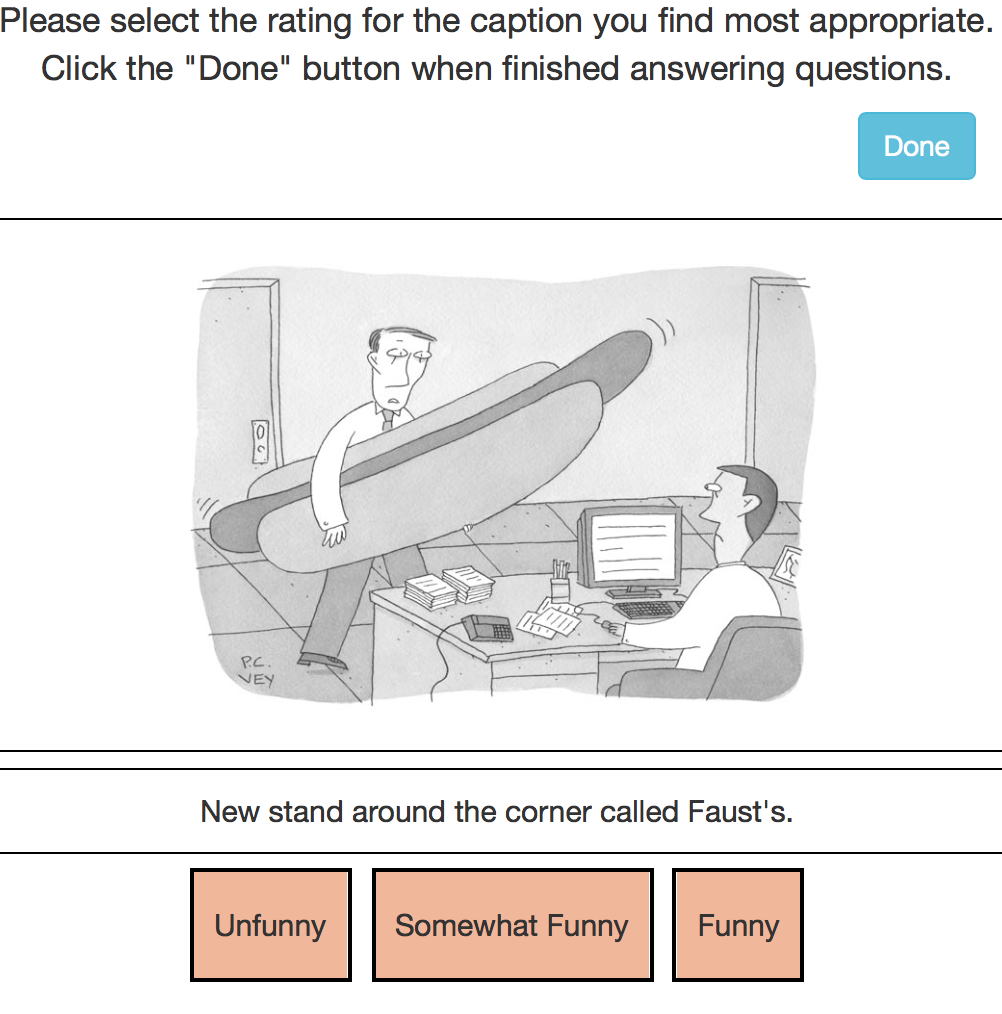 Please select the rating for the caption you find most appropriate.
Click the "Done" button when finished answering questions.
Done
P.C.
VEY
New stand around the corner called Faust's.
Unfunny
Somewhat Funny
Funny